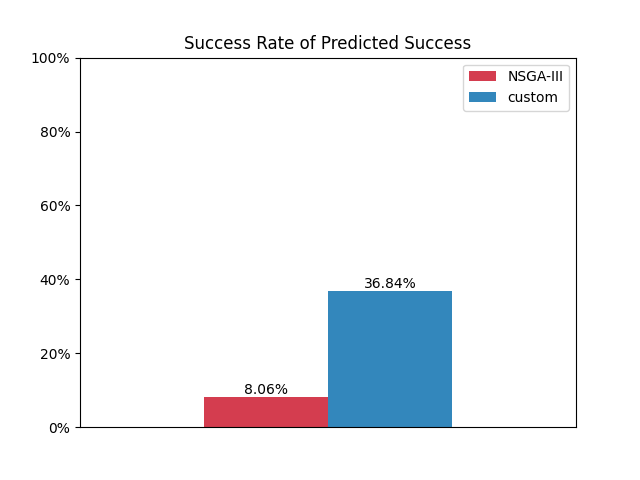 Success Rate of Predicted Success
100%
80%
60%
40%
20%
0%
NSGA-III
custom
8.06%
36.84%